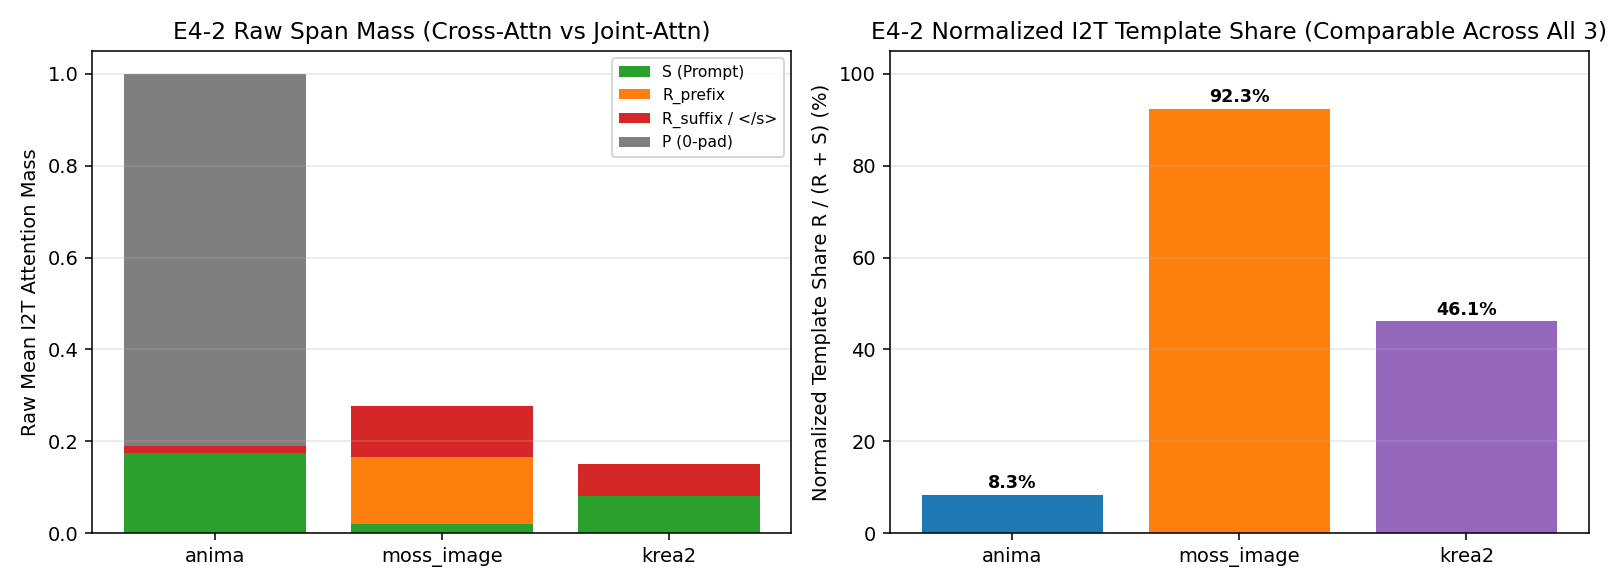 E4-2 Raw Span Mass (Cross-Attn vs Joint-Attn)
Raw Mean I2T Attention Mass
1.0
0.8
0.6
0.4
0.2
0.0
S (Prompt)
R_prefix
R_suffix / </s>
P (0-pad)
anima
moss_image
krea2
E4-2 Normalized I2T Template Share (Comparable Across All 3)
Normalized Template Share R / (R + S) (%)
100
80
60
40
20
0
8.3%
92.3%
46.1%
anima
moss_image
krea2